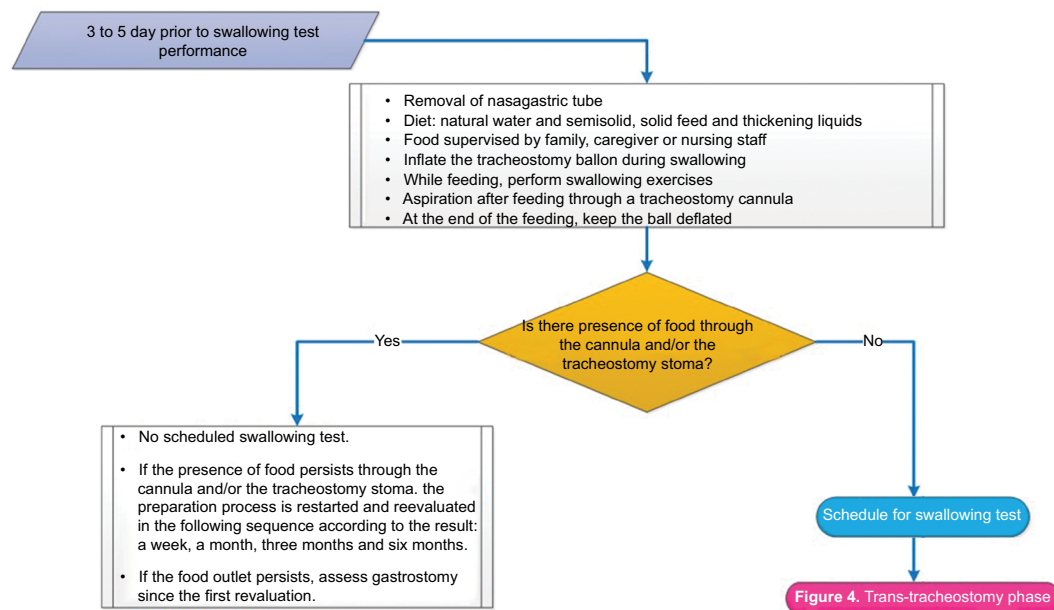 3 to 5 day prior to swallowing test
performance
• Removal of nasagastric tube
• Diet: natural water and semisolid, solid feed and thickening liquids
• Food supervised by family, caregiver or nursing staff
• Inflate the tracheostomy ballon during swallowing
• While feeding, perform swallowing exercises
• Aspiration after feeding through a tracheostomy cannula
• At the end of the feeding, keep the ball deflated
Is there presence of food through
the cannula and/or the
tracheostomy stoma?
Yes
No
• No scheduled swallowing test.
• If the presence of food persists through the
cannula and/or the tracheostomy stoma. the
preparation process is restarted and reevaluated
in the following sequence according to the result:
a week, a month, three months and six months.
• If the food outlet persists, assess gastrostomy
since the first revaluation.
Schedule for swallowing test
Figure 4. Trans-tracheostomy phase